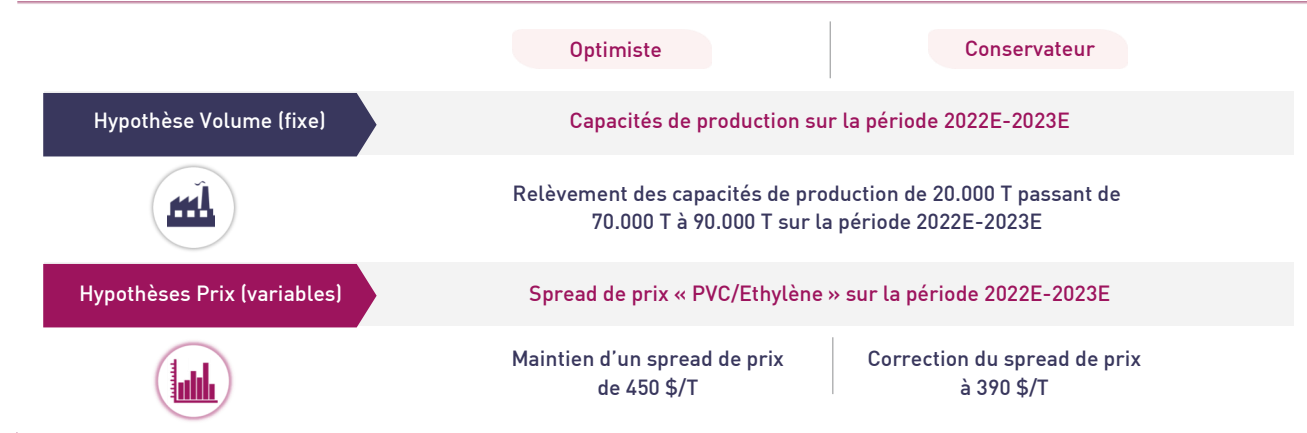 Optimiste
Conservateur
Hypothèse Volume (fixe)
Capacités de production sur la période 2022E-2023E
Relèvement des capacités de production de 20.000 T passant de
70.000 T à 90.000 T sur la période 2022E-2023E
Hypothèses Prix (variables)
Spread de prix « PVC/Ethylène » sur la période 2022E-2023E
Maintien d’un spread de prix
de 450 $/T
Correction du spread de prix
à 390 $/T